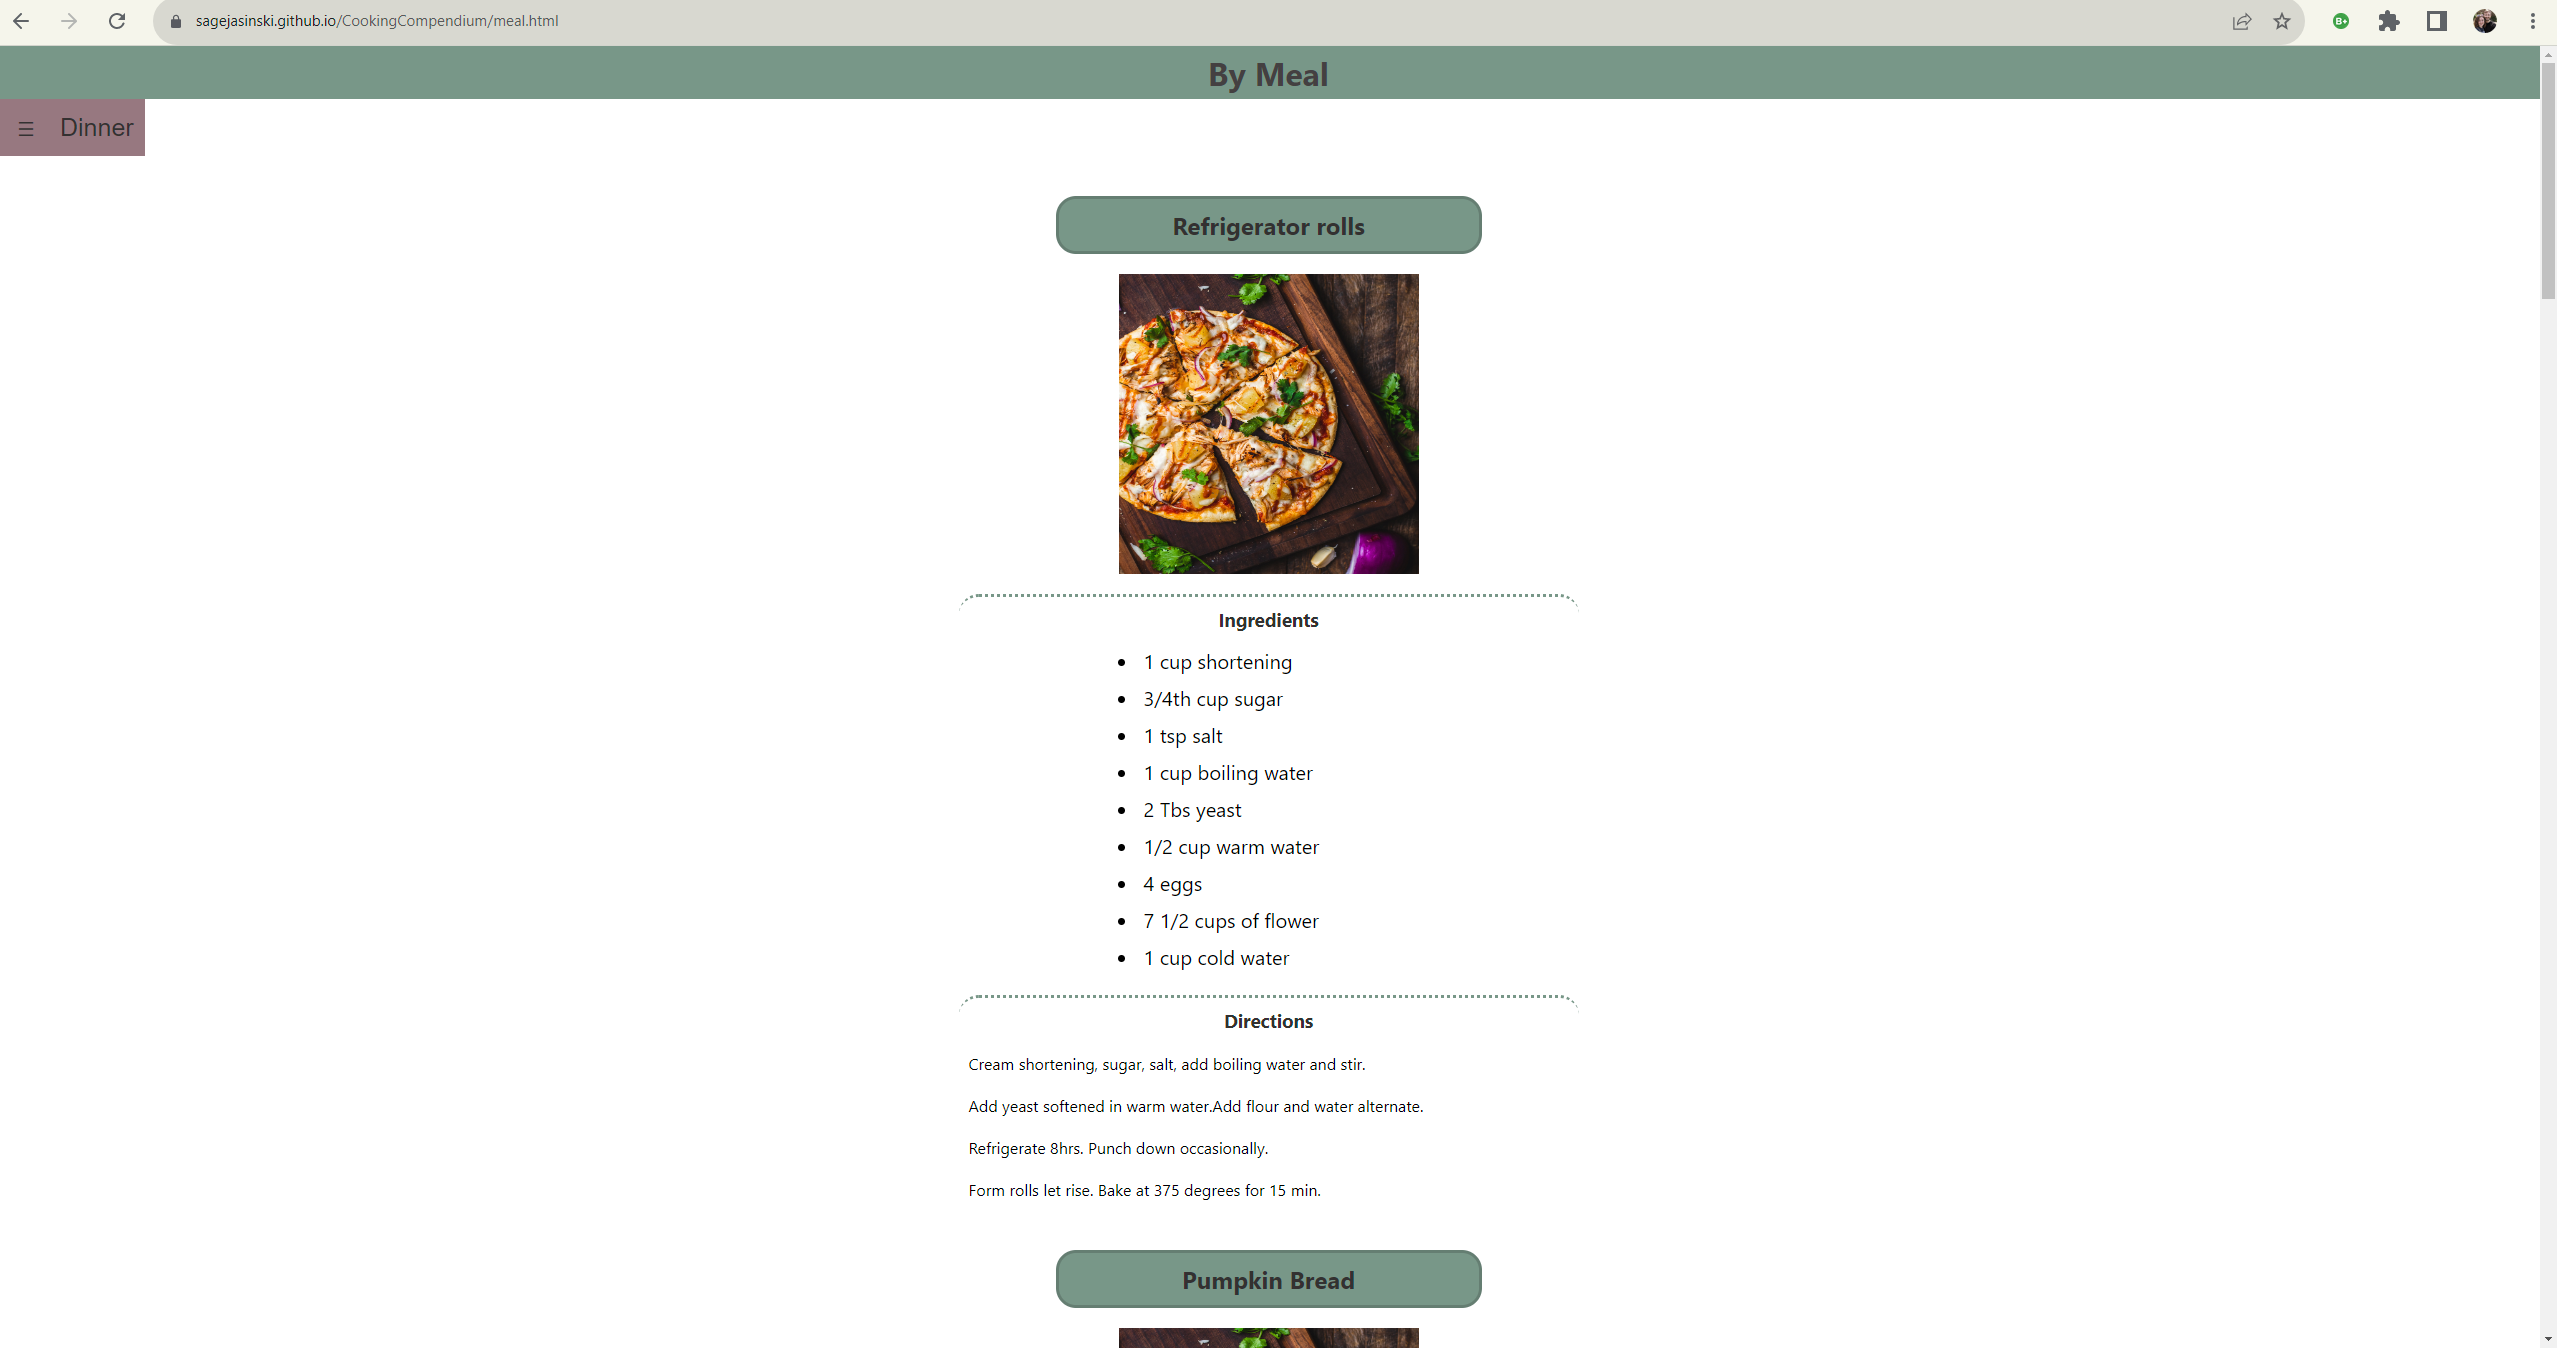 sagejasinski.github.io/CookingCompendium/meal.html
By Meal
☰ Dinner
Refrigerator rolls
Ingredients
• 1 cup shortening
• 3/4th cup sugar
• 1 tsp salt
• 1 cup boiling water
• 2 Tbs yeast
• 1/2 cup warm water
• 4 eggs
• 7 1/2 cups of flower
• 1 cup cold water
Directions
Cream shortening, sugar, salt, add boiling water and stir.
Add yeast softened in warm water.Add flour and water alternate.
Refrigerate 8hrs. Punch down occasionally.
Form rolls let rise. Bake at 375 degrees for 15 min.
Pumpkin Bread